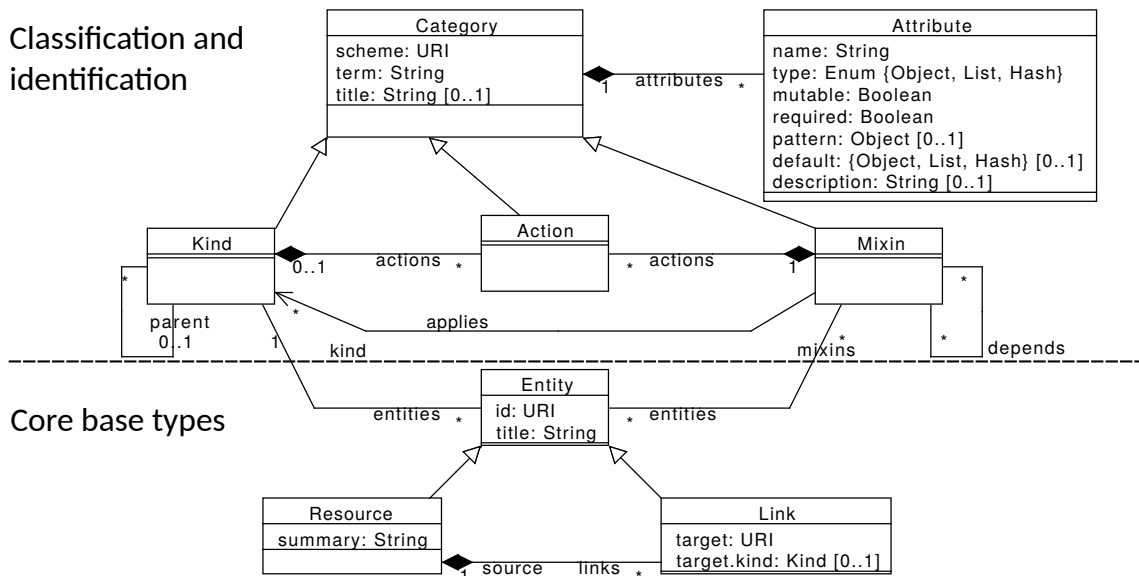 Classification and
identification
Category
scheme: URI
term: String
title: String [0..1]
1
attributes
*
Attribute
name: String
type: Enum {Object, List, Hash}
mutable: Boolean
required: Boolean
pattern: Object [0..1]
default: {Object, List, Hash} [0..1]
description: String [0..1]
Kind
0..1
actions
*
Action
*
actions
1
Mixin
*
parent
0..1
1
kind
*
applies
*
mixins
*
*
depends
Core base types
entities
*
Entity
id: URI
title: String
*
entities
Resource
summary: String
1
source
links
*
Link
target: URI
target.kind: Kind [0..1]